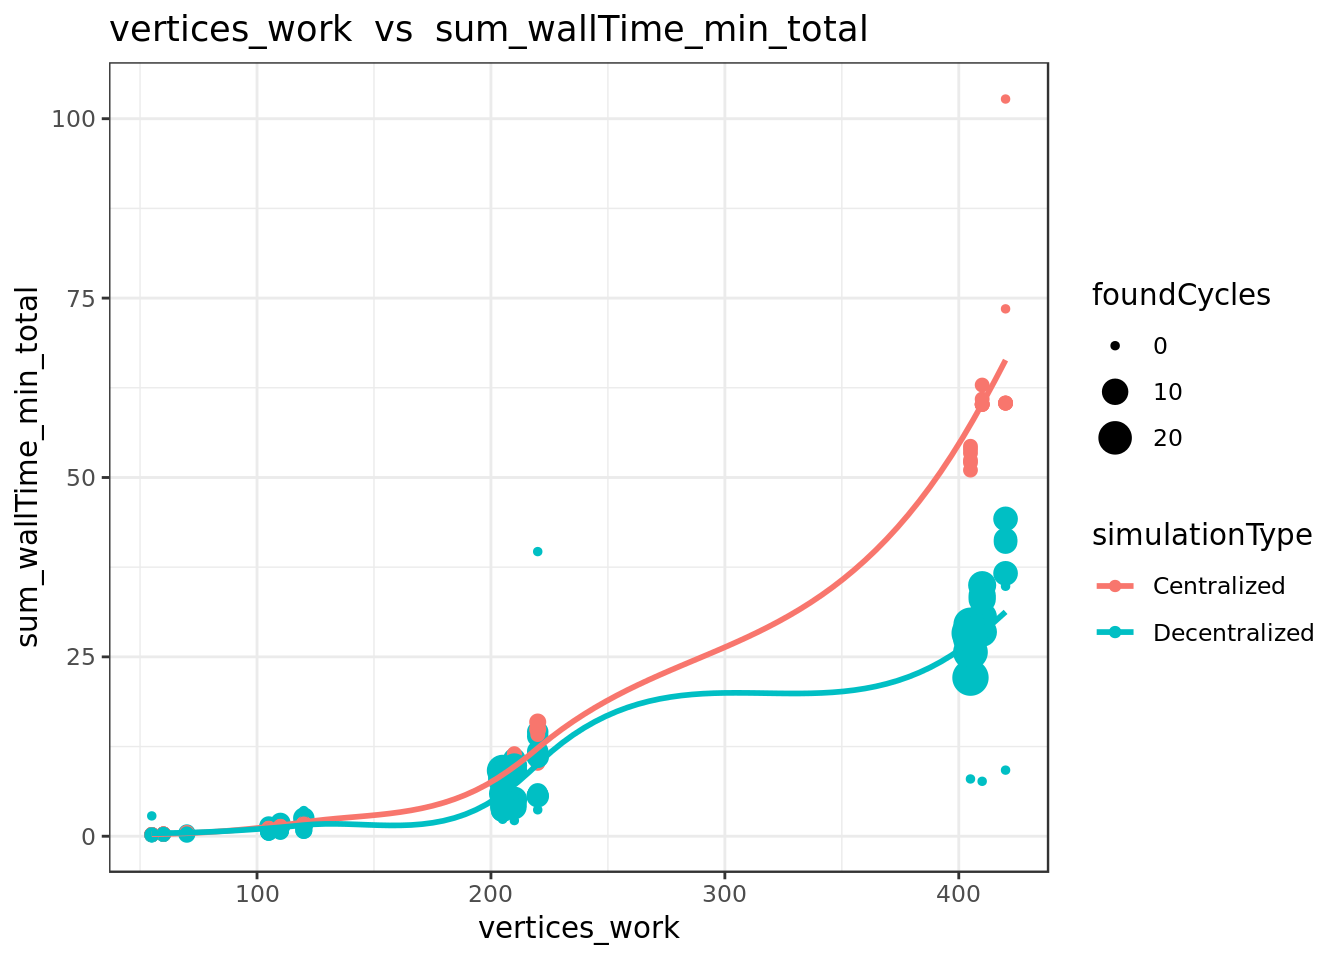 vertices_work vs sum_wallTime_min_total
sum_wallTime_min_total
100
75
50
25
0
100
200
300
400
vertices_work
foundCycles
0
10
20
simulationType
Centralized
Decentralized